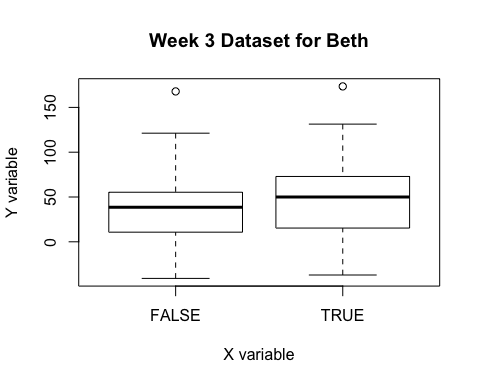 Week 3 Dataset for Beth
Y variable
150
100
50
0
FALSE TRUE
X variable